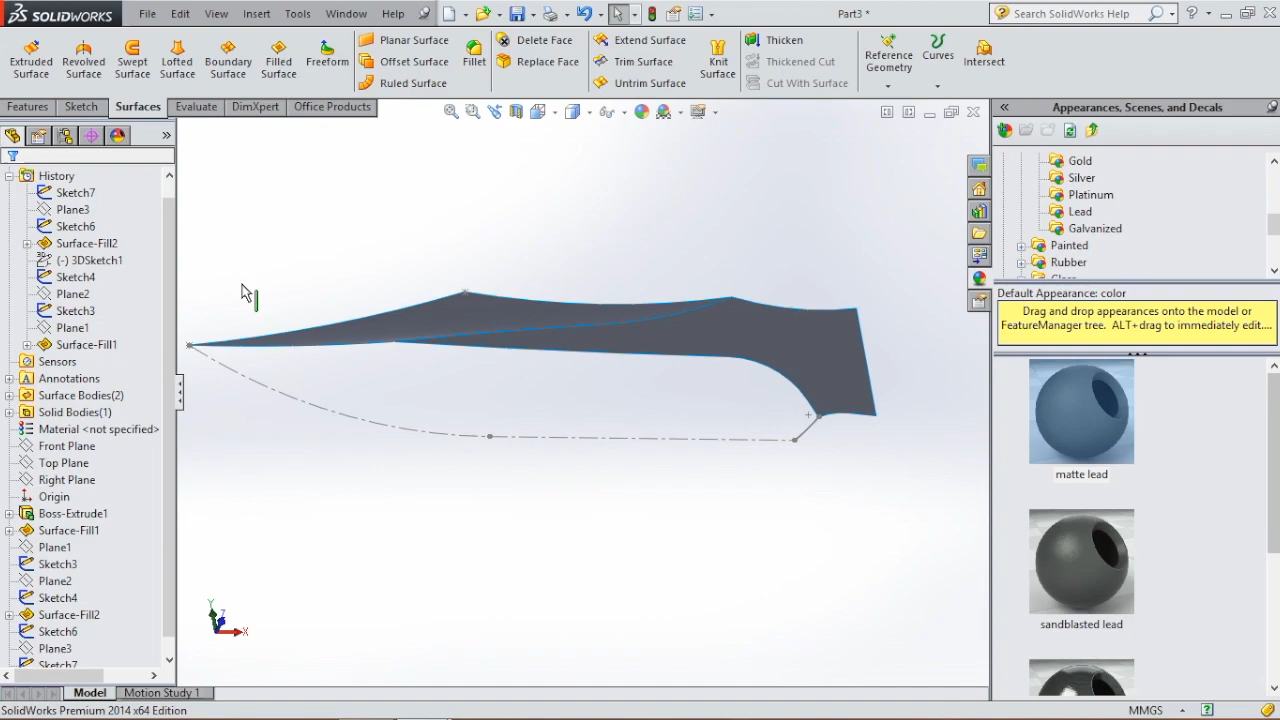 SOLIDWORKS
File Edit View Insert Tools Window Help
Part3 *
Search SolidWorks Help
Extruded Surface
Revolved Surface
Swept Surface
Lofted Surface
Boundary Surface
Filled Surface
Freeform
Planar Surface
Offset Surface
Ruled Surface
Fillet
Delete Face
Replace Face
Extend Surface
Trim Surface
Untrim Surface
Knit Surface
Thicken
Thickened Cut
Cut With Surface
Reference Geometry
Curves
Intersect
Features Sketch Surfaces Evaluate DimXpert Office Products
Appearances, Scenes, and Decals
History
Sketch7
Plane3
Sketch6
Surface-Fill2
(-) 3DSketch1
Sketch4
Plane2
Sketch3
Plane1
Surface-Fill1
Sensors
Annotations
Surface Bodies(2)
Solid Bodies(1)
Material <not specified>
Front Plane
Top Plane
Right Plane
Origin
Boss-Extrude1
Surface-Fill1
Plane1
Sketch3
Plane2
Sketch4
Surface-Fill2
Sketch6
Plane3
Sketch7
Y
Z
X
Gold
Silver
Platinum
Lead
Galvanized
Painted
Rubber
Default Appearance: color
Drag and drop appearances onto the model or
FeatureManager tree. ALT+drag to immediately edit....
matte lead
sandblasted lead
Model Motion Study 1
SolidWorks Premium 2014 x64 Edition
MMGS